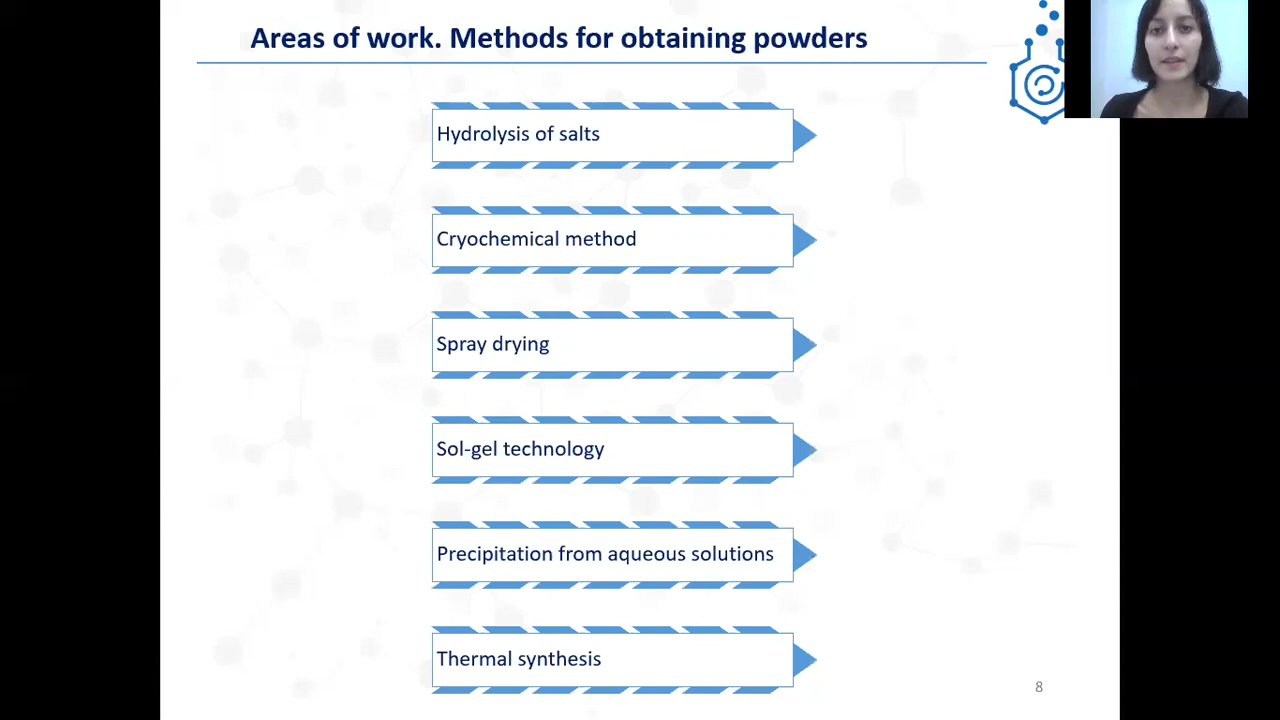 Areas of work. Methods for obtaining powders
Hydrolysis of salts
Cryochemical method
Spray drying
Sol-gel technology
Precipitation from aqueous solutions
Thermal synthesis
8